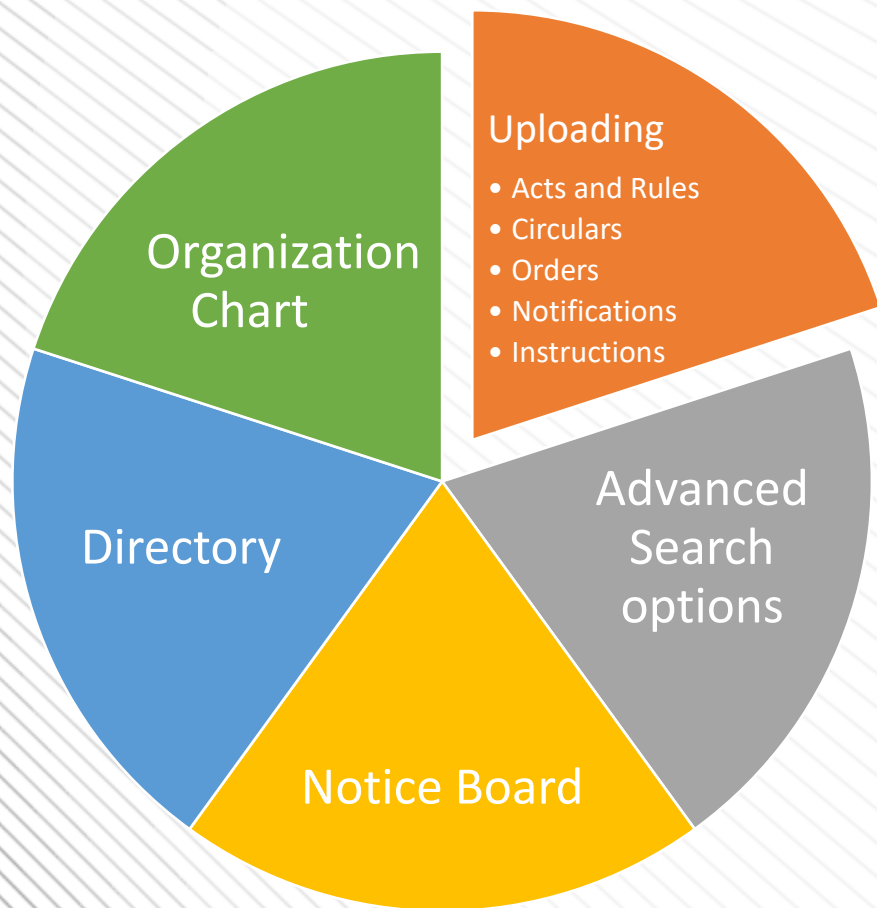 Uploading
• Acts and Rules
• Circulars
• Orders
• Notifications
• Instructions
Advanced
Search
options
Notice Board
Directory
Organization
Chart